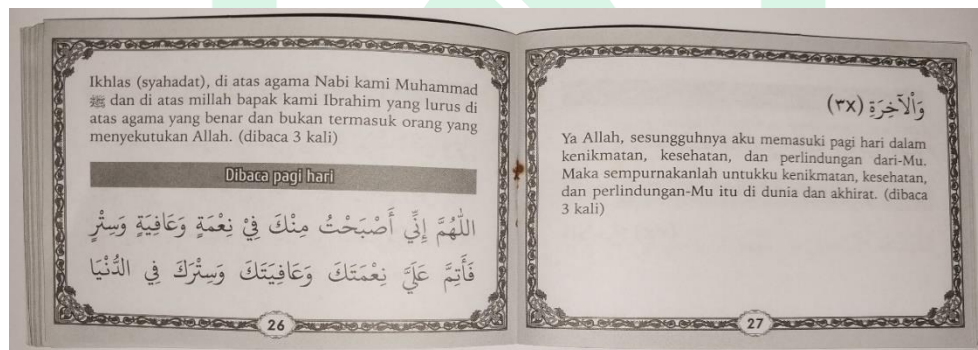 Ikhlas (syahadat), di atas agama Nabi kami Muhammad
ﷺ dan di atas millah bapak kami Ibrahim yang lurus di
atas agama yang benar dan bukan termasuk orang yang
menyekutukan Allah. (dibaca 3 kali)
Dibaca pagi hari
اللّٰهُمَّ إِنِّي أَصْبَحْتُ مِنْكَ فِيْ نِعْمَةٍ وَعَافِيَةٍ وَسِتْرٍ
فَأَتِمَّ عَلَيَّ نِعْمَتَكَ وَعَافِيَتَكَ وَسِتْرَكَ فِي الدُّنْيَا
26
وَاْلآخِرَةِ (٣x)
Ya Allah, sesungguhnya aku memasuki pagi hari dalam
kenikmatan, kesehatan, dan perlindungan dari-Mu.
Maka sempurnakanlah untukku kenikmatan, kesehatan,
dan perlindungan-Mu itu di dunia dan akhirat. (dibaca
3 kali)
27